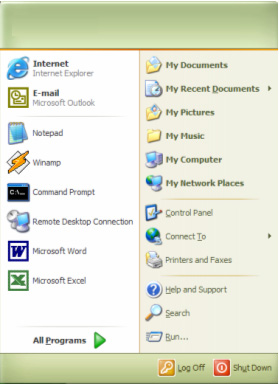 Internet
Internet Explorer
E-mail
Microsoft Outlook
Notepad
Winamp
C:\_
Command Prompt
Remote Desktop Connection
Microsoft Word
Microsoft Excel
All Programs
My Documents
My Recent Documents
My Pictures
My Music
My Computer
My Network Places
Control Panel
Connect To
Printers and Faxes
Help and Support
Search
Run...
Log Off
Shut Down